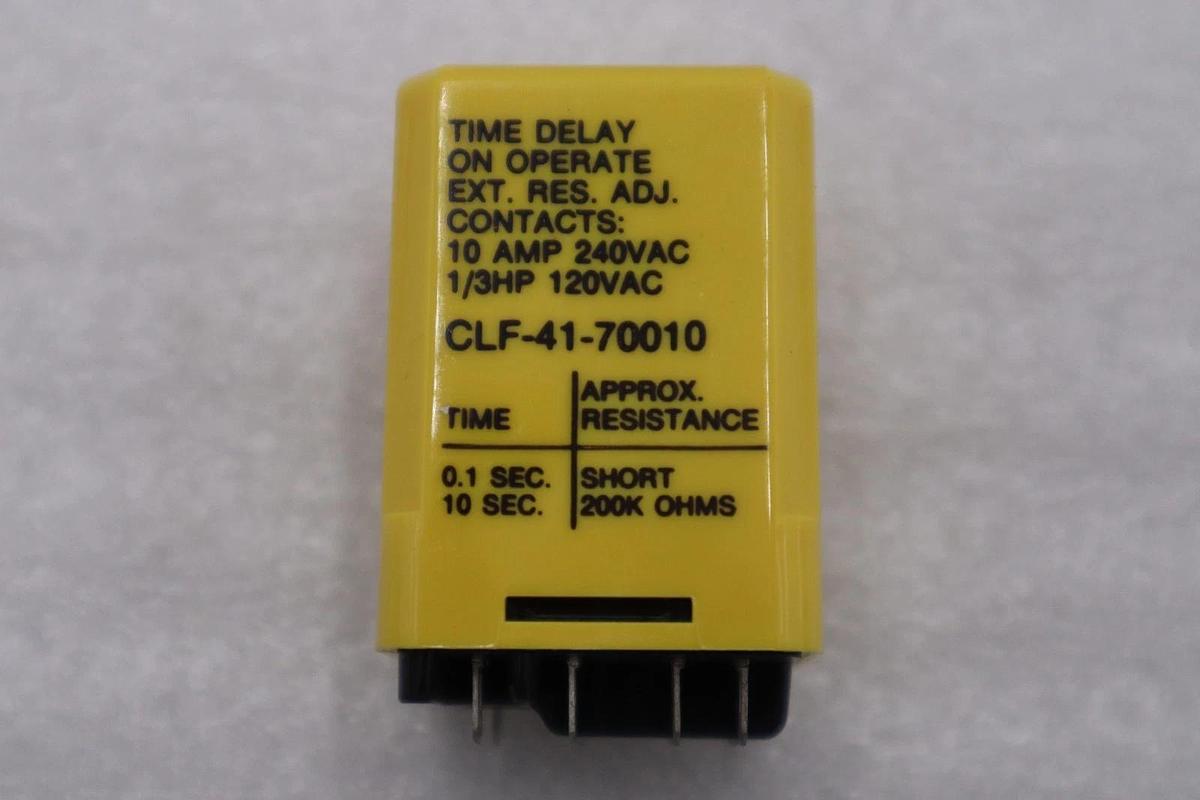 TIME DELAY
ON OPERATE
EXT. RES. ADJ.
CONTACTS:
10 AMP 240VAC
1/3HP 120VAC
CLF-41-70010
TIME
APPROX.
RESISTANCE
0.1 SEC. SHORT
10 SEC. 200K OHMS